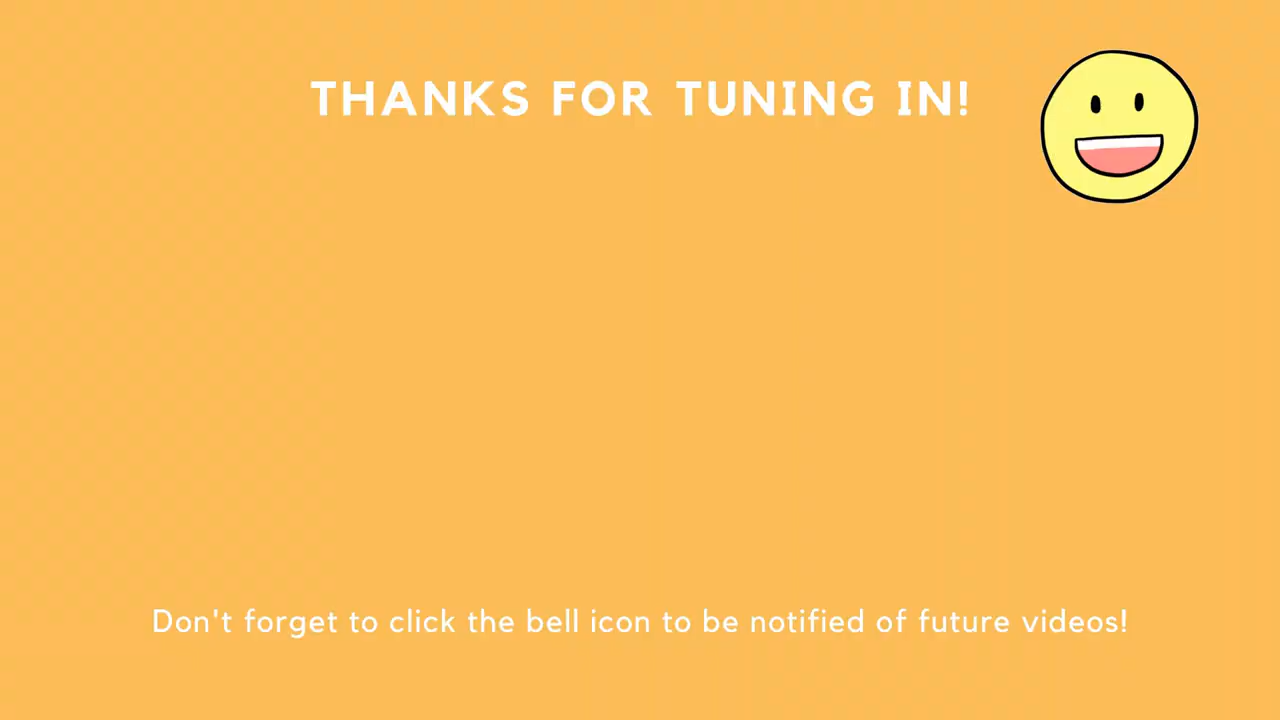 THANKS FOR TUNING IN!
Don't forget to click the bell icon to be notified of future videos!